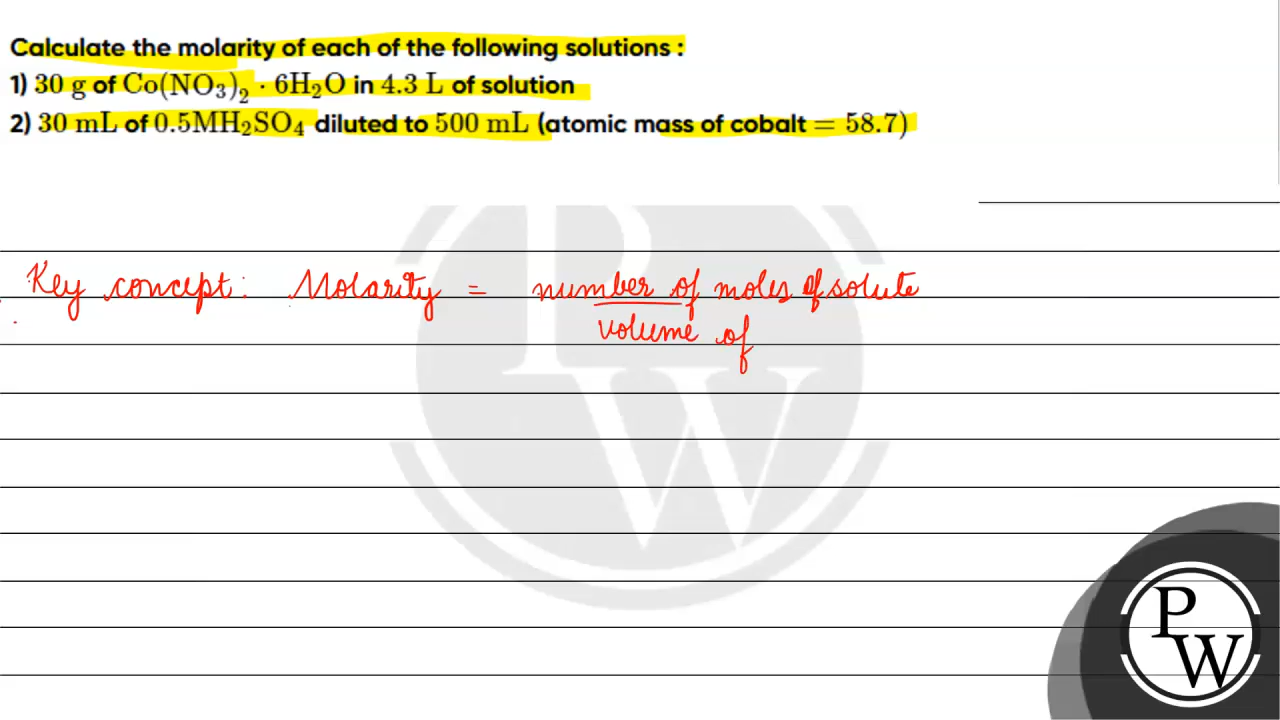 Calculate the molarity of each of the following solutions :
1) 30 g of Co(NO₃)₂ · 6H₂O in 4.3 L of solution
2) 30 mL of 0.5MH₂SO₄ diluted to 500 mL (atomic mass of cobalt = 58.7)
Key concept: Molarity = number of moles of solute
volume of
PW
PW